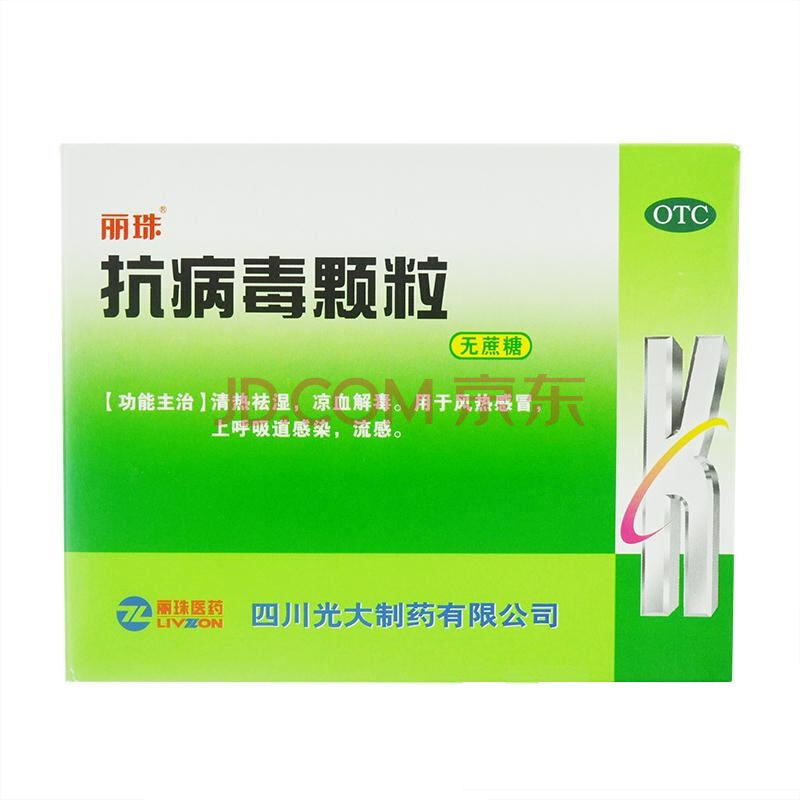 丽珠®
OTC
抗病毒颗粒
无蔗糖
JD.COM 京东
【功能主治】清热祛湿，凉血解毒。用于风热感冒，
上呼吸道感染，流感。
丽珠医药
LIVZON
四川光大制药有限公司